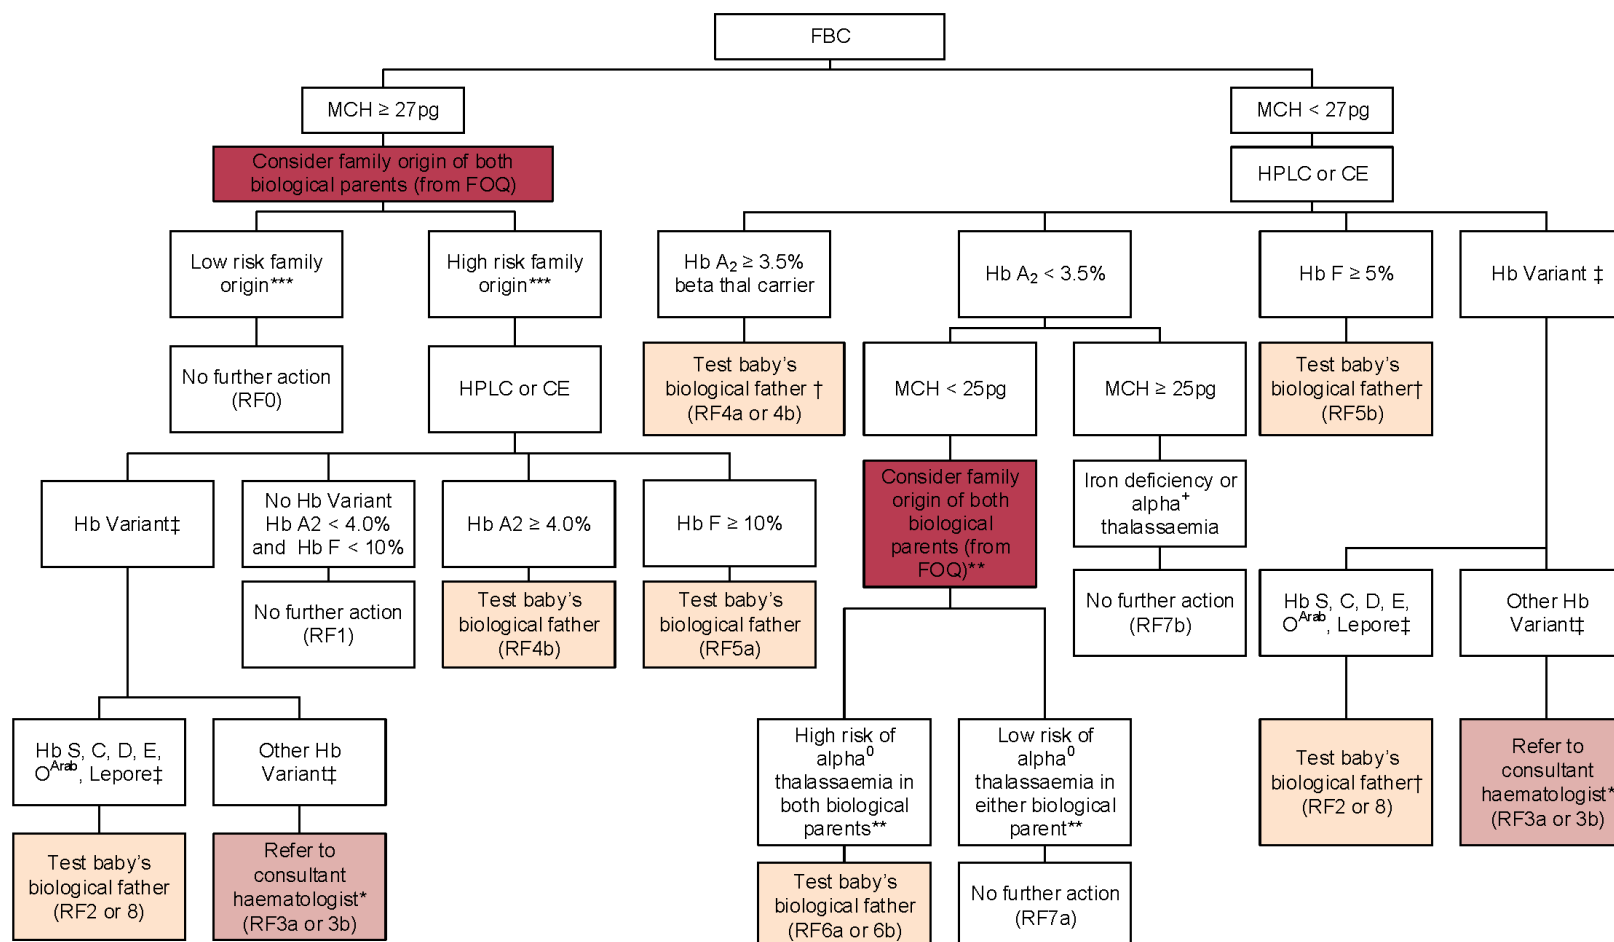 FBC
MCH ≥ 27pg
MCH < 27pg
Consider family origin of both
biological parents (from FOQ)
HPLC or CE
Low risk family
origin***
High risk family
origin***
Hb A₂ ≥ 3.5%
beta thal carrier
Hb A₂ < 3.5%
Hb F ≥ 5%
Hb Variant ‡
No further action
(RF0)
HPLC or CE
Test baby's
biological father †
(RF4a or 4b)
MCH < 25pg
MCH ≥ 25pg
Test baby's
biological father†
(RF5b)
Hb Variant‡
No Hb Variant
Hb A2 < 4.0%
and Hb F < 10%
Hb A2 ≥ 4.0%
Hb F ≥ 10%
Consider family
origin of both
biological
parents (from
FOQ)**
Iron deficiency or
alpha⁺
thalassaemia
No further action
(RF1)
Test baby's
biological father
(RF4b)
Test baby's
biological father
(RF5a)
No further action
(RF7b)
Hb S, C, D, E,
Oᴬʳᵃᵇ, Lepore‡
Other Hb
Variant‡
Hb S, C, D, E,
Oᴬʳᵃᵇ, Lepore‡
Other Hb
Variant‡
High risk of
alpha⁰
thalassaemia in
both biological
parents**
Low risk of
alpha⁰
thalassaemia in
either biological
parent**
Test baby's
biological father†
(RF2 or 8)
Refer to
consultant
haematologist*
(RF3a or 3b)
Test baby's
biological father
(RF2 or 8)
Refer to
consultant
haematologist*
(RF3a or 3b)
Test baby's
biological father
(RF6a or 6b)
No further action
(RF7a)